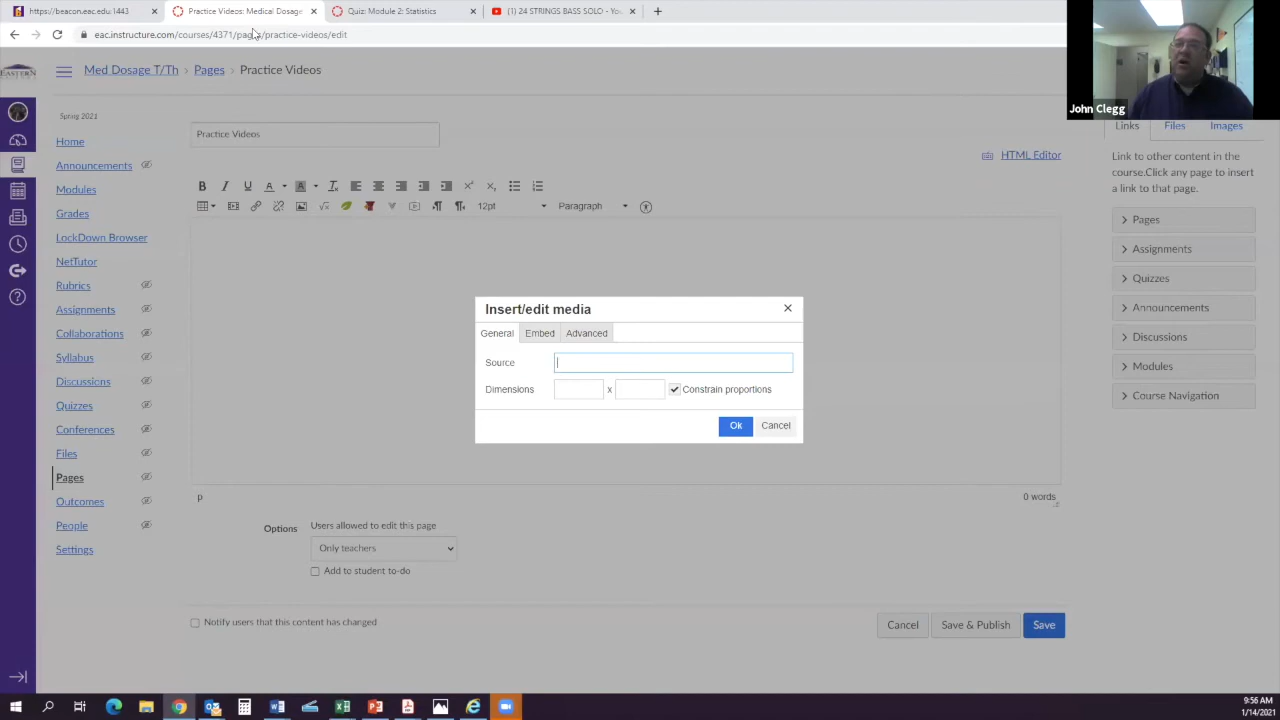 https://beacon.eac.edu:1443
Practice Videos: Medical Dosage
Quiz: Module 2: Statistics
(1) 24 STRINGS BASS SOLO - You
eac.instructure.com/courses/4371/pages/practice-videos/edit
John Clegg
EASTERN
Med Dosage T/Th
Pages
Practice Videos
Spring 2021
Home
Announcements
Modules
Grades
LockDown Browser
NetTutor
Rubrics
Assignments
Collaborations
Syllabus
Discussions
Quizzes
Conferences
Files
Pages
Outcomes
People
Settings
Practice Videos
HTML Editor
12pt
Paragraph
Insert/edit media
General
Embed
Advanced
Source
Dimensions
x
Constrain proportions
Ok
Cancel
p
0 words
Options
Users allowed to edit this page
Only teachers
Add to student to-do
Notify users that this content has changed
Cancel
Save & Publish
Save
Links
Files
Images
Link to other content in the
course.Click any page to insert
a link to that page.
Pages
Assignments
Quizzes
Announcements
Discussions
Modules
Course Navigation
9:56 AM
1/14/2021